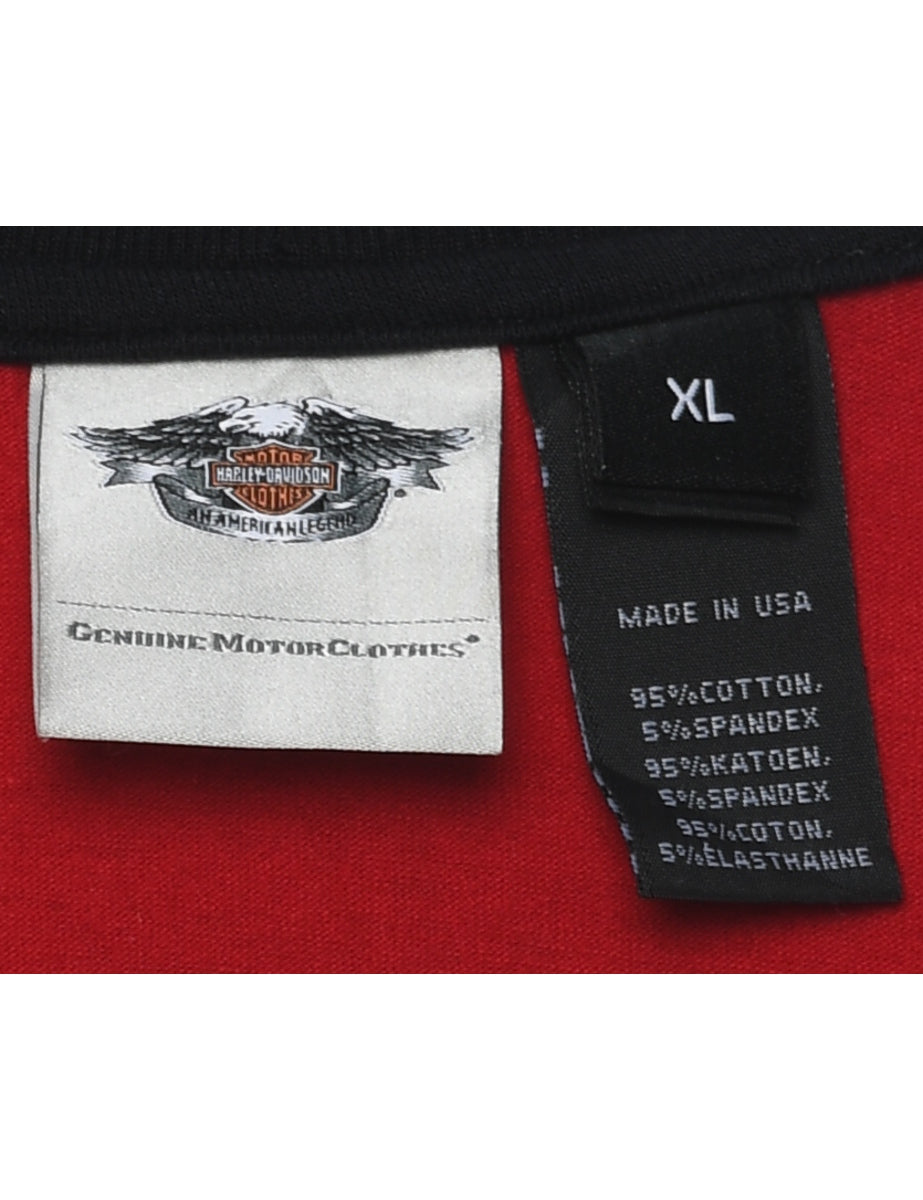 MOTOR
HARLEY-DAVIDSON
CLOTHES
AN AMERICAN LEGEND
®
GENUINE MOTORCLOTHES®
XL
MADE IN USA
95%COTTON,
5%SPANDEX
95%KATOEN,
5%SPANDEX
95%COTON,
5%ÉLASTHANNE